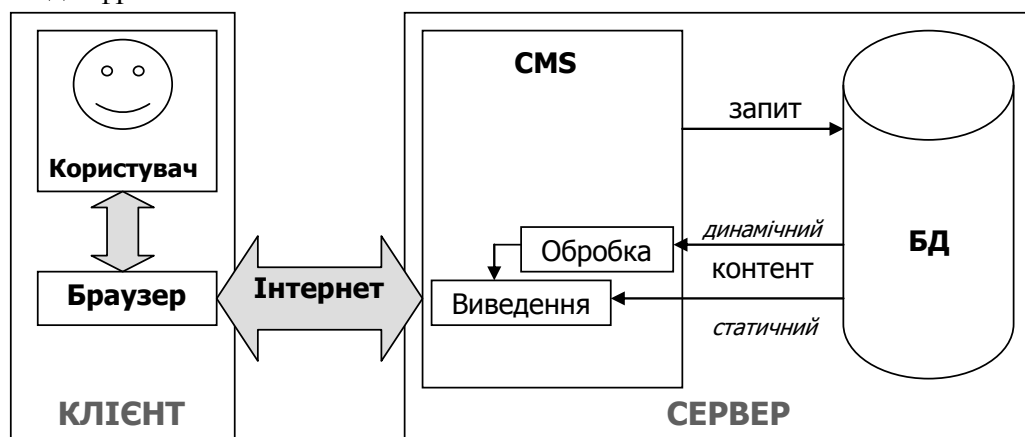 Користувач
Браузер
Інтернет
КЛІЄНТ
CMS
запит
динамічний
контент
статичний
Обробка
Виведення
БД
СЕРВЕР